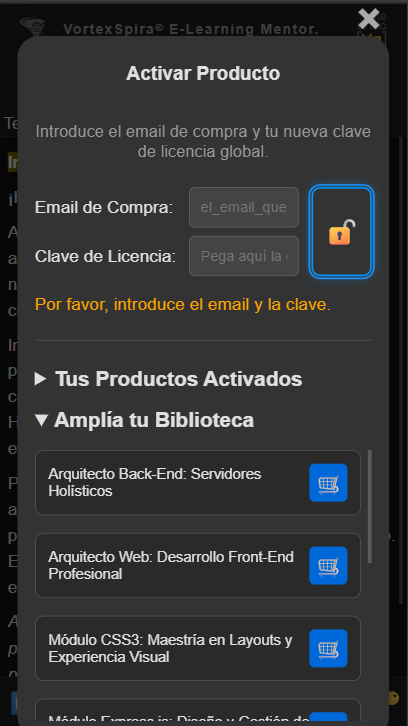 VortexSpira© E-Learning Mentor.
Activar Producto
Introduce el email de compra y tu nueva clave
de licencia global.
Email de Compra:
el_email_que
Clave de Licencia:
Pega aquí la
Por favor, introduce el email y la clave.
Tus Productos Activados
Amplía tu Biblioteca
Arquitecto Back-End: Servidores
Holísticos
Arquitecto Web: Desarrollo Front-End
Profesional
Módulo CSS3: Maestría en Layouts y
Experiencia Visual
Módulo Express.js: Diseño y Gestión de